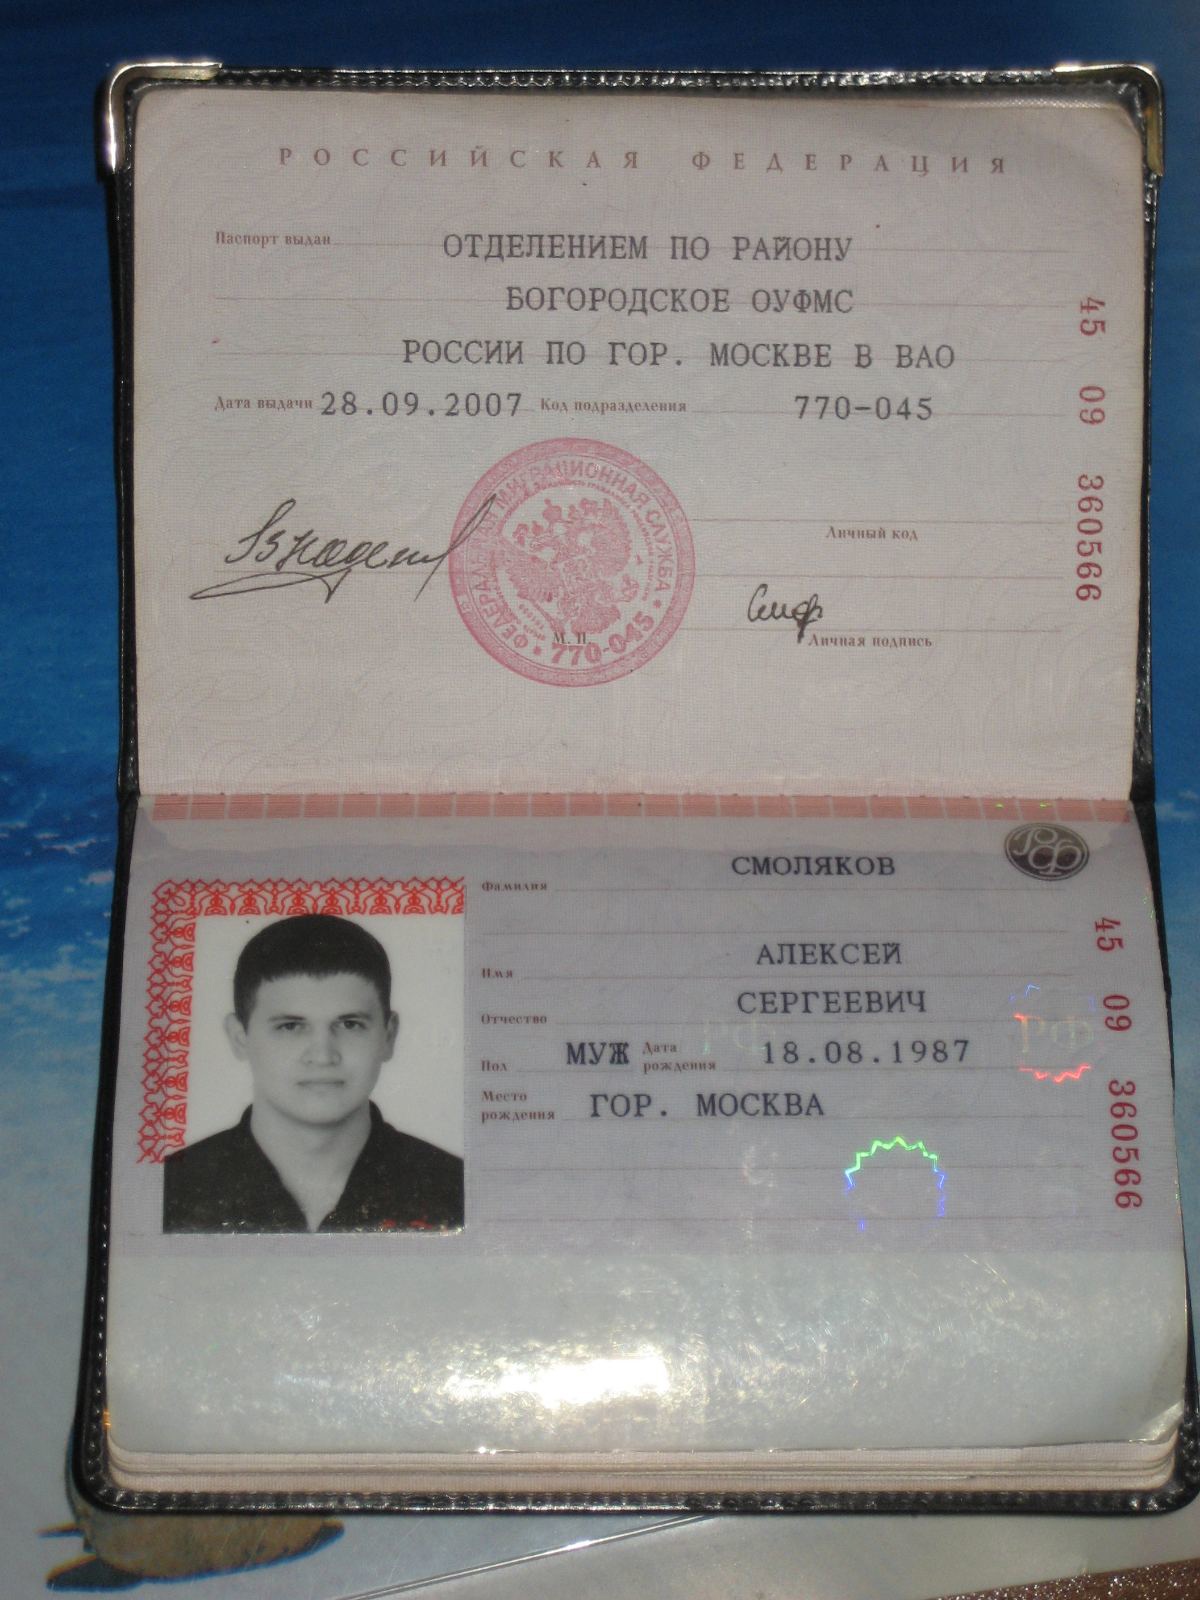 РОССИЙСКАЯ ФЕДЕРАЦИЯ
Паспорт выдан ОТДЕЛЕНИЕМ ПО РАЙОНУ
БОГОРОДСКОЕ ОУФМС
РОССИИ ПО ГОР. МОСКВЕ В ВАО
Дата выдачи 28.09.2007 Код подразделения 770-045
45 09 360566
ФЕДЕРАЛЬНАЯ МИГРАЦИОННАЯ СЛУЖБА
770-045
М. П.
Личный код
Личная подпись
Фамилия СМОЛЯКОВ
Имя АЛЕКСЕЙ
Отчество СЕРГЕЕВИЧ
Пол МУЖ Дата рождения 18.08.1987
Место рождения ГОР. МОСКВА
РФ
РФ
РФ
45 09 360566